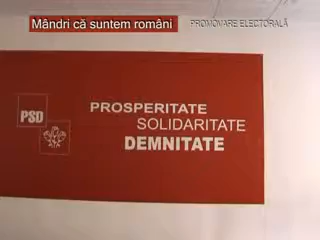 Mândri că suntem români
PROMOVARE ELECTORALĂ
PSD
PROSPERITATE
SOLIDARITATE
DEMNITATE